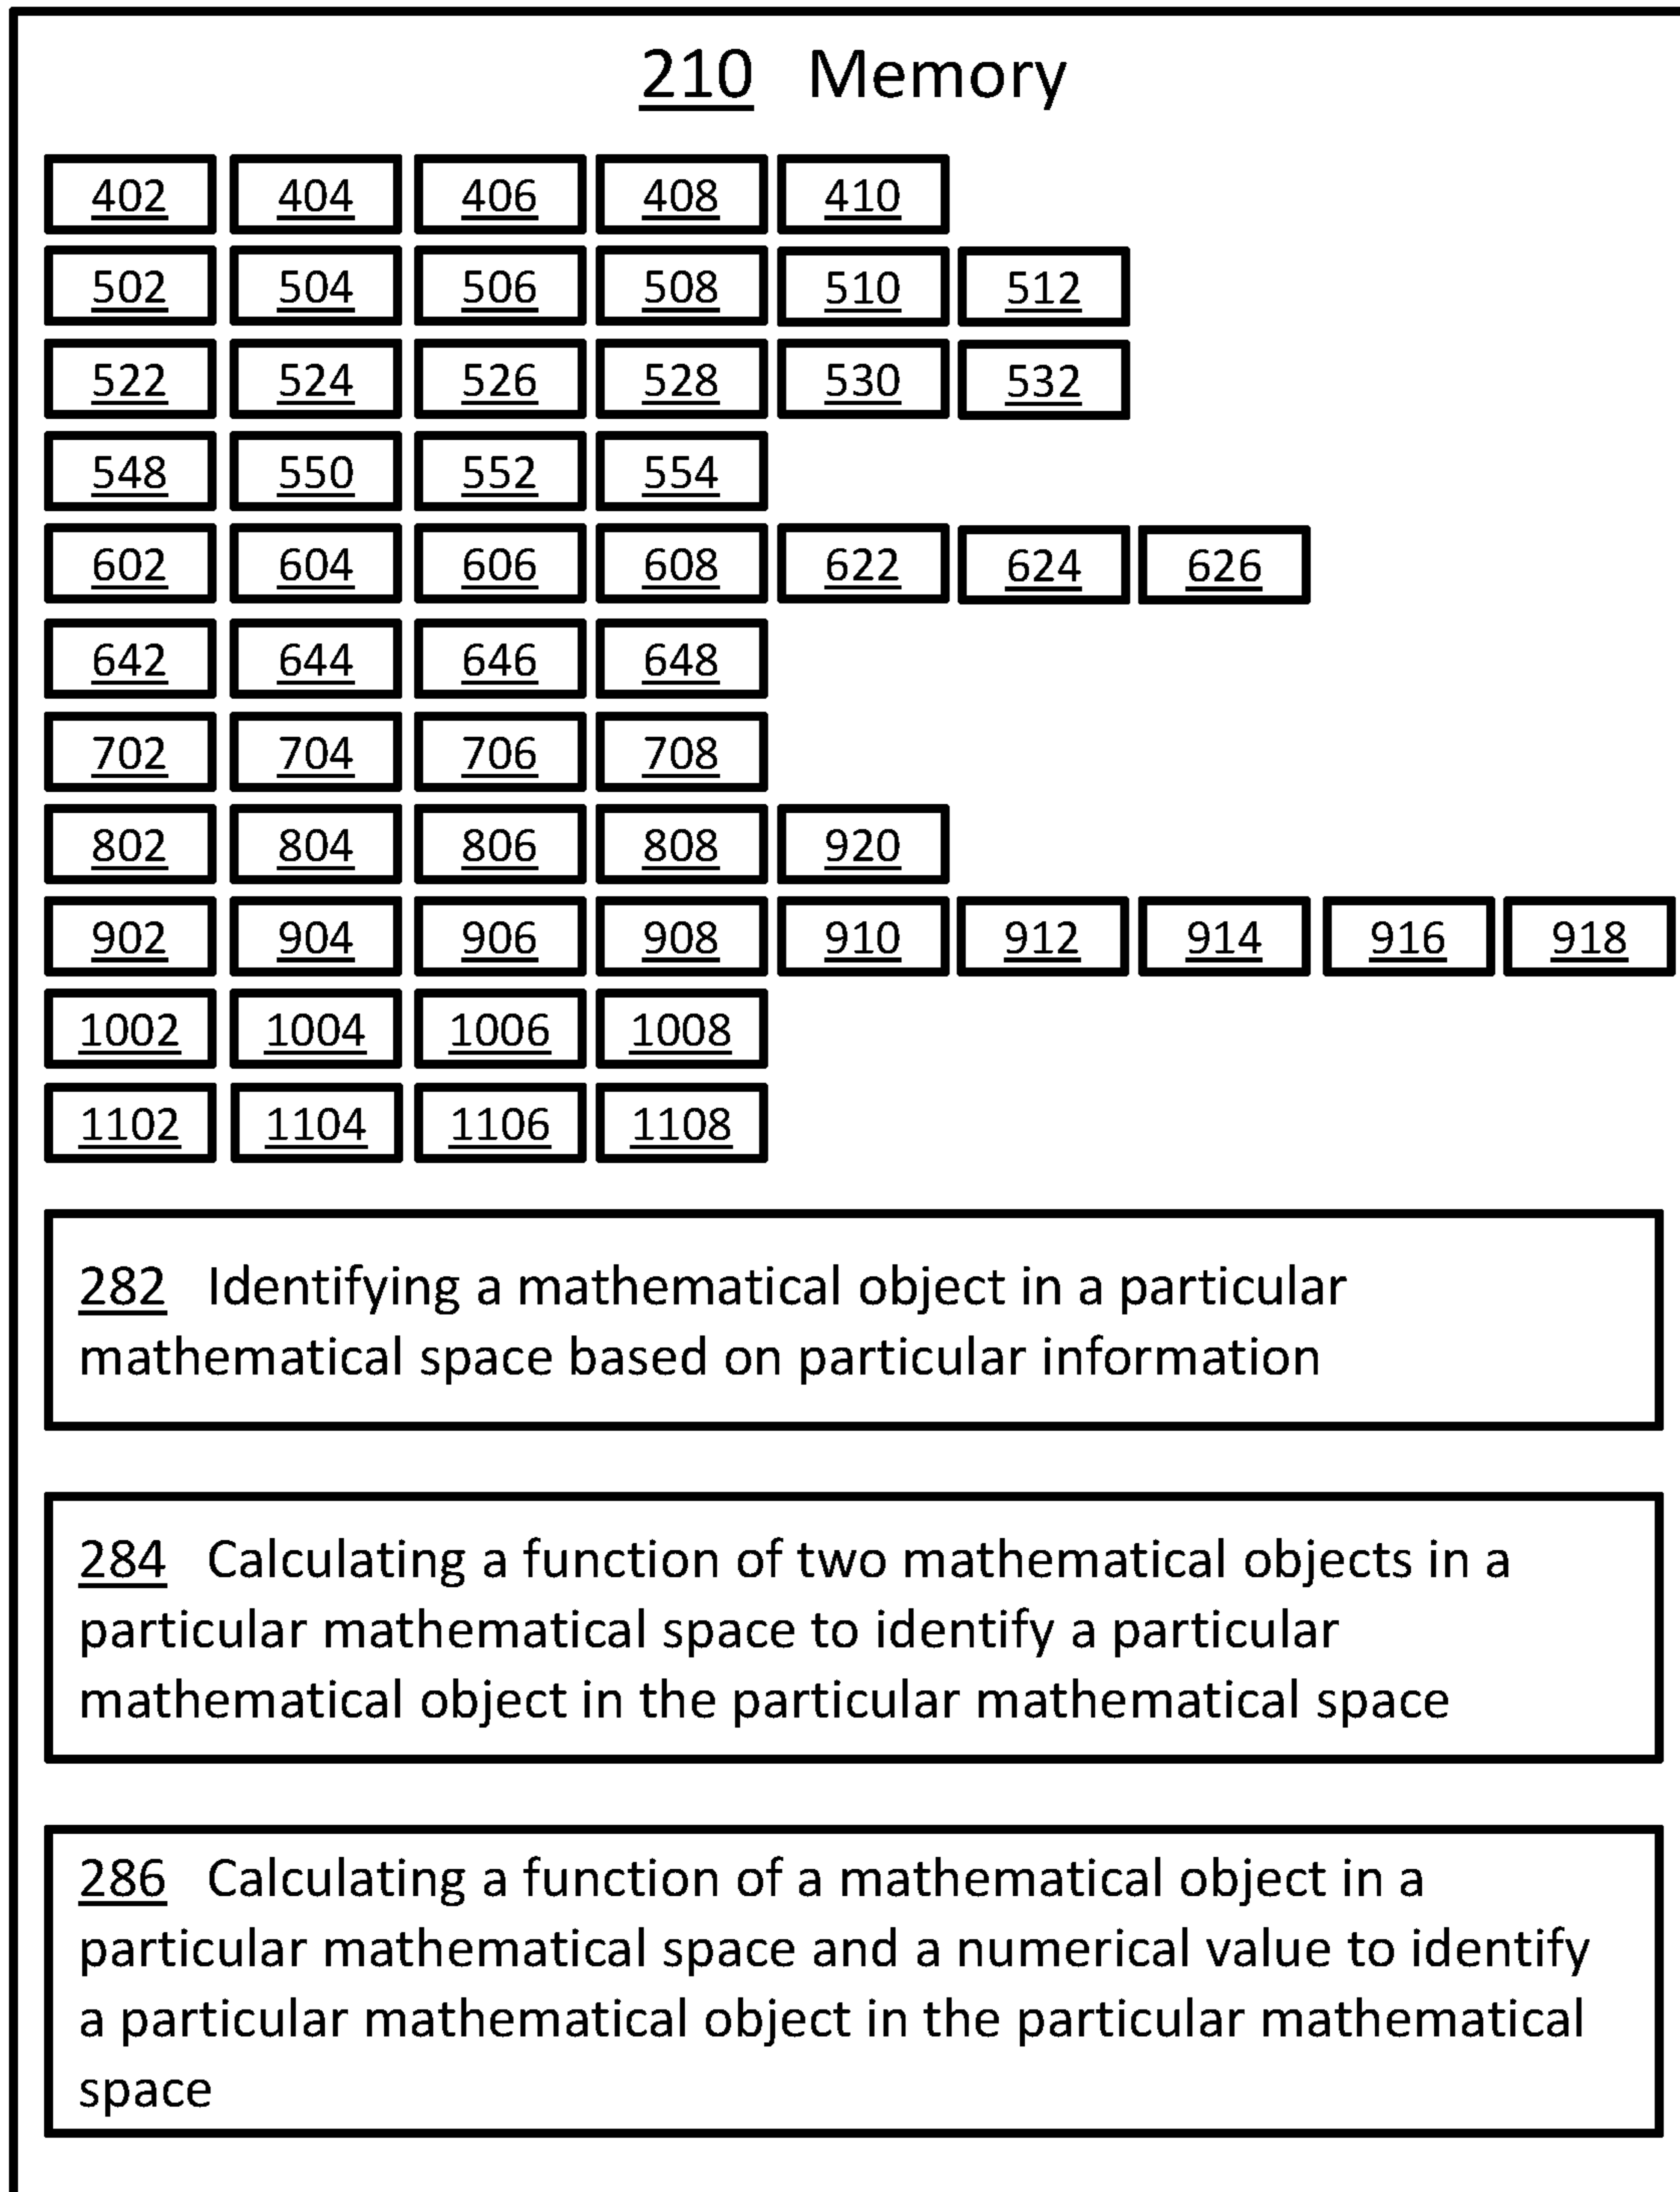 210 Memory
402 404 406 408 410
502 504 506 508 510 512
522 524 526 528 530 532
548 550 552 554
602 604 606 608 622 624 626
642 644 646 648
702 704 706 708
802 804 806 808 920
902 904 906 908 910 912 914 916 918
1002 1004 1006 1008
1102 1104 1106 1108
282 Identifying a mathematical object in a particular
mathematical space based on particular information
284 Calculating a function of two mathematical objects in a
particular mathematical space to identify a particular
mathematical object in the particular mathematical space
286 Calculating a function of a mathematical object in a
particular mathematical space and a numerical value to identify
a particular mathematical object in the particular mathematical
space